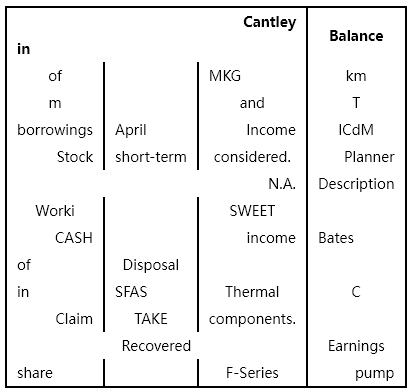 Cantley
Balance
in
of MKG km
m and T
borrowings April Income ICdM
Stock short-term considered. Planner
N.A. Description
Worki SWEET
CASH income Bates
of Disposal
in SFAS Thermal C
Claim TAKE components.
Recovered Earnings
share F-Series pump